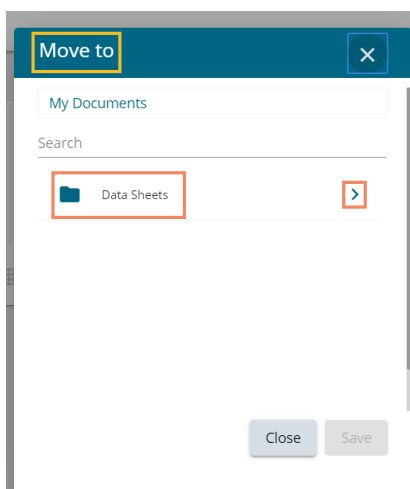 Move to
My Documents
Search
Data Sheets
Close Save